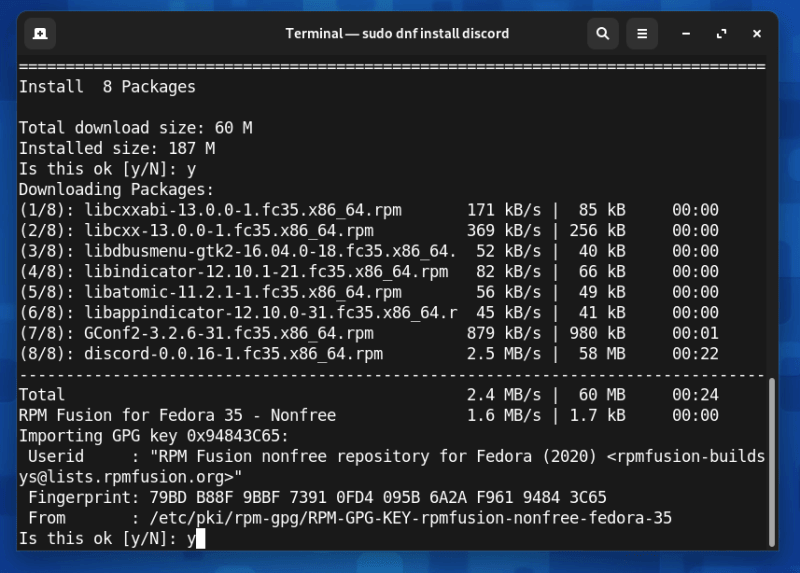 Terminal — sudo dnf install discord
================================================================================
Install  8 Packages
Total download size: 60 M
Installed size: 187 M
Is this ok [y/N]: y
Downloading Packages:
(1/8): libcxxabi-13.0.0-1.fc35.x86_64.rpm       171 kB/s |  85 kB     00:00
(2/8): libcxx-13.0.0-1.fc35.x86_64.rpm          369 kB/s | 256 kB     00:00
(3/8): libdbusmenu-gtk2-16.04.0-18.fc35.x86_64.  52 kB/s |  40 kB     00:00
(4/8): libindicator-12.10.1-21.fc35.x86_64.rpm   82 kB/s |  66 kB     00:00
(5/8): libatomic-11.2.1-1.fc35.x86_64.rpm        56 kB/s |  49 kB     00:00
(6/8): libappindicator-12.10.0-31.fc35.x86_64.r  45 kB/s |  41 kB     00:00
(7/8): GConf2-3.2.6-31.fc35.x86_64.rpm          879 kB/s | 980 kB     00:01
(8/8): discord-0.0.16-1.fc35.x86_64.rpm         2.5 MB/s |  58 MB     00:22
--------------------------------------------------------------------------------
Total                                           2.4 MB/s |  60 MB     00:24
RPM Fusion for Fedora 35 - Nonfree              1.6 MB/s | 1.7 kB     00:00
Importing GPG key 0x94843C65:
 Userid     : "RPM Fusion nonfree repository for Fedora (2020) <rpmfusion-builds
ys@lists.rpmfusion.org>"
 Fingerprint: 79BD B88F 9BBF 7391 0FD4 095B 6A2A F961 9484 3C65
 From       : /etc/pki/rpm-gpg/RPM-GPG-KEY-rpmfusion-nonfree-fedora-35
Is this ok [y/N]: y